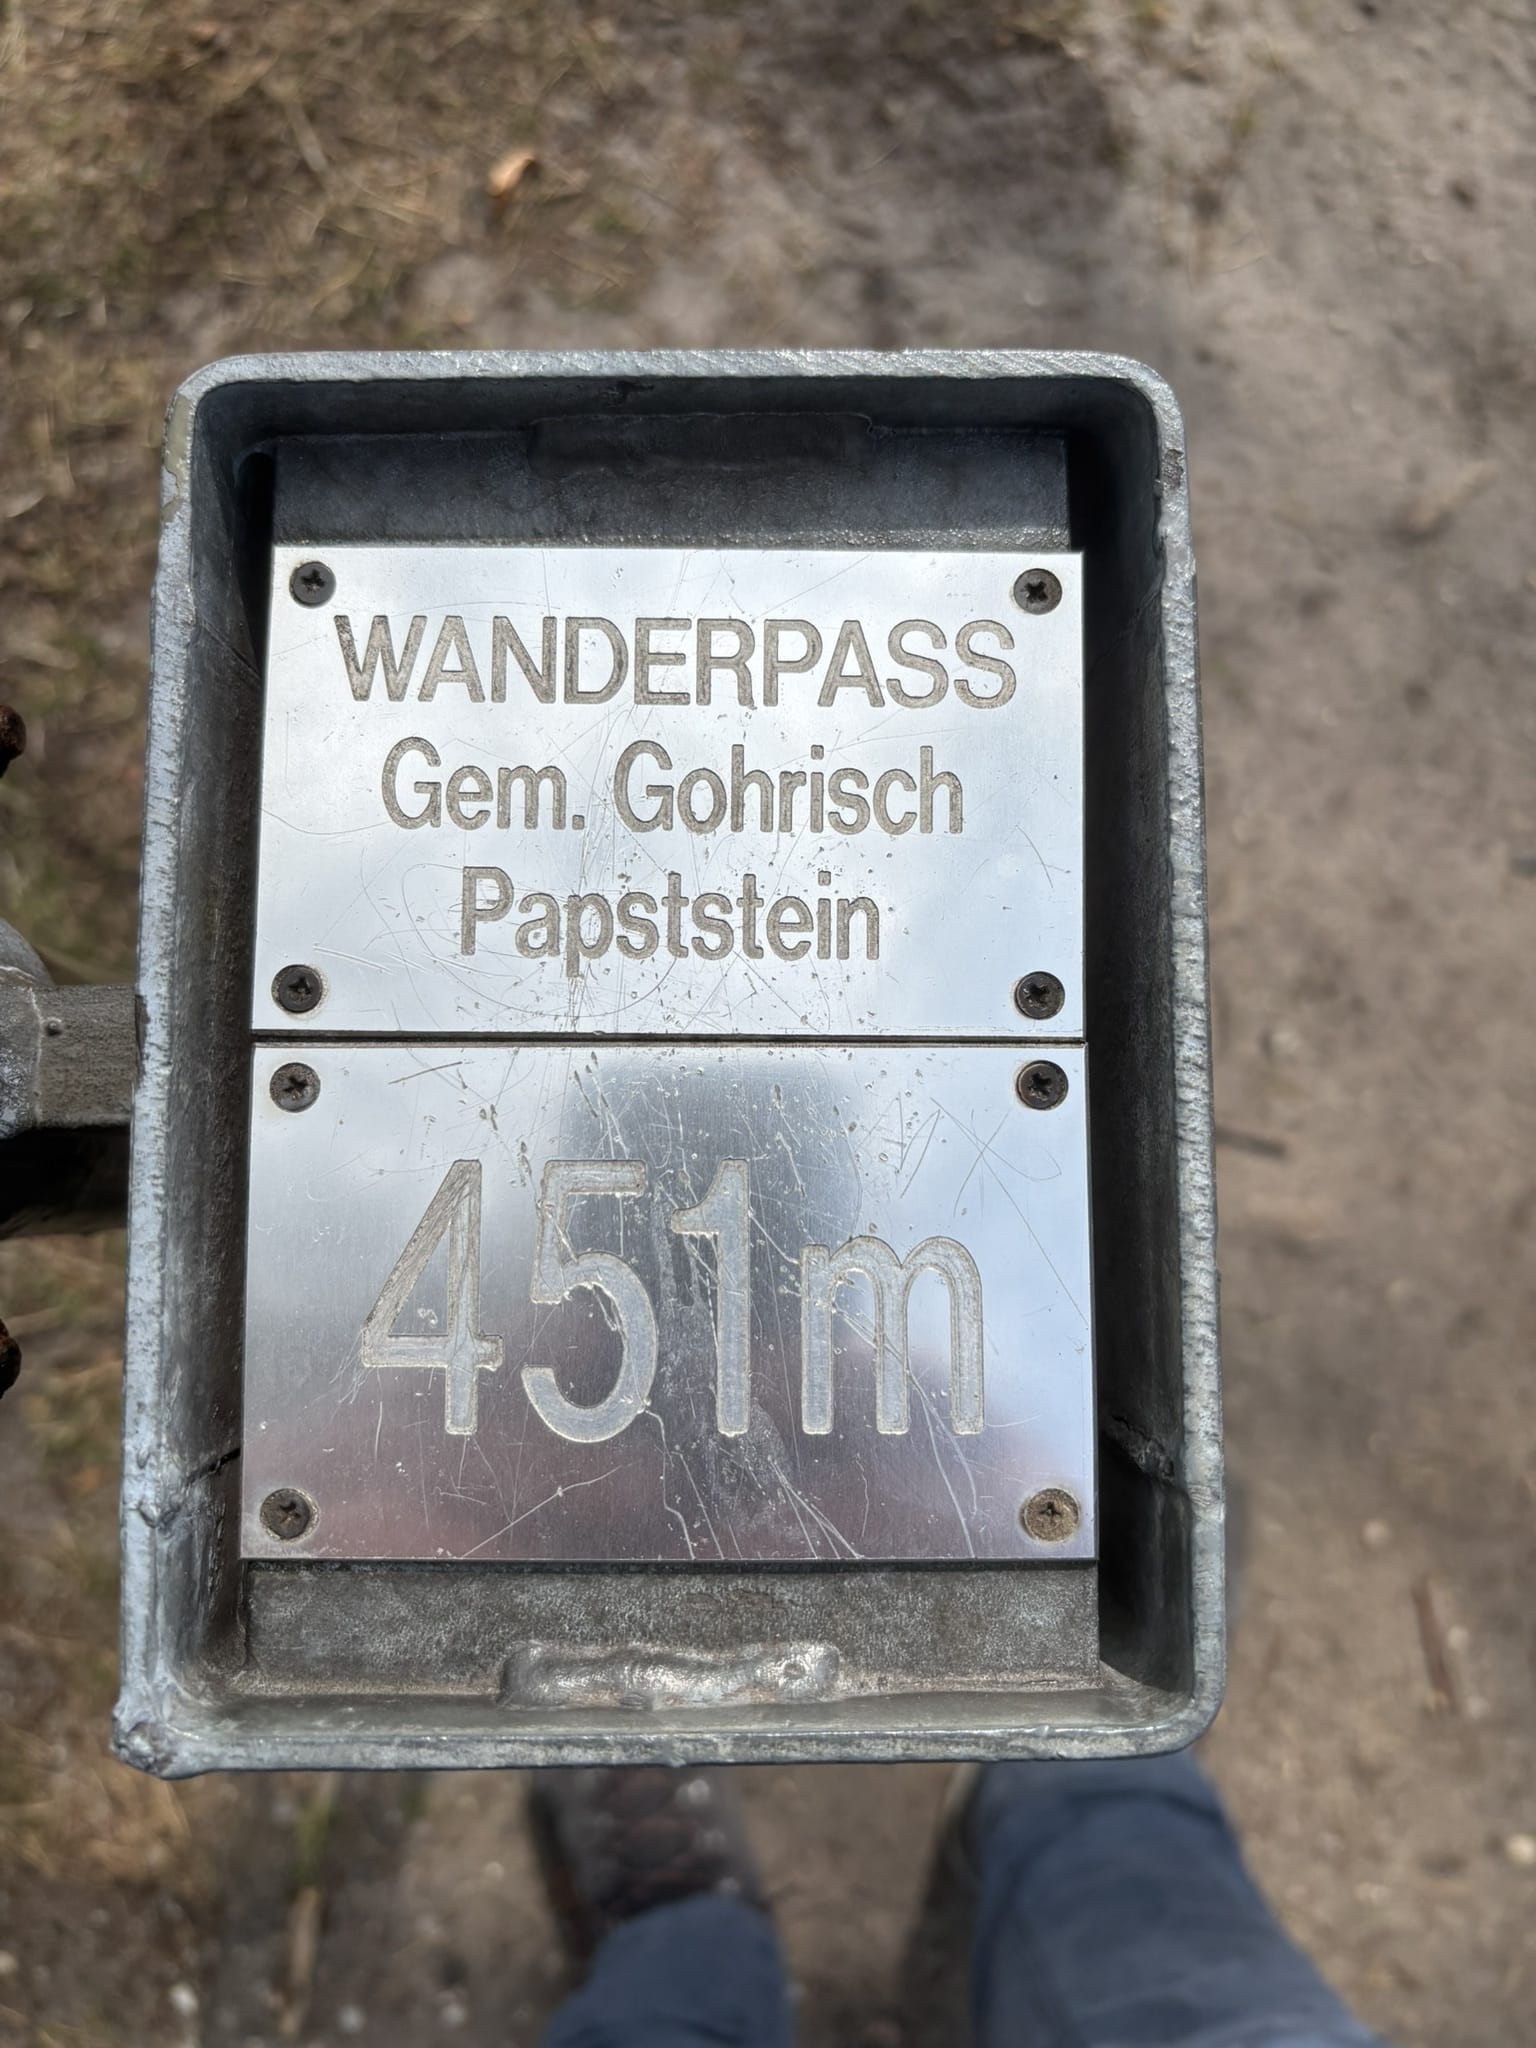 WANDERPASS
Gem. Gohrisch
Papststein
451m